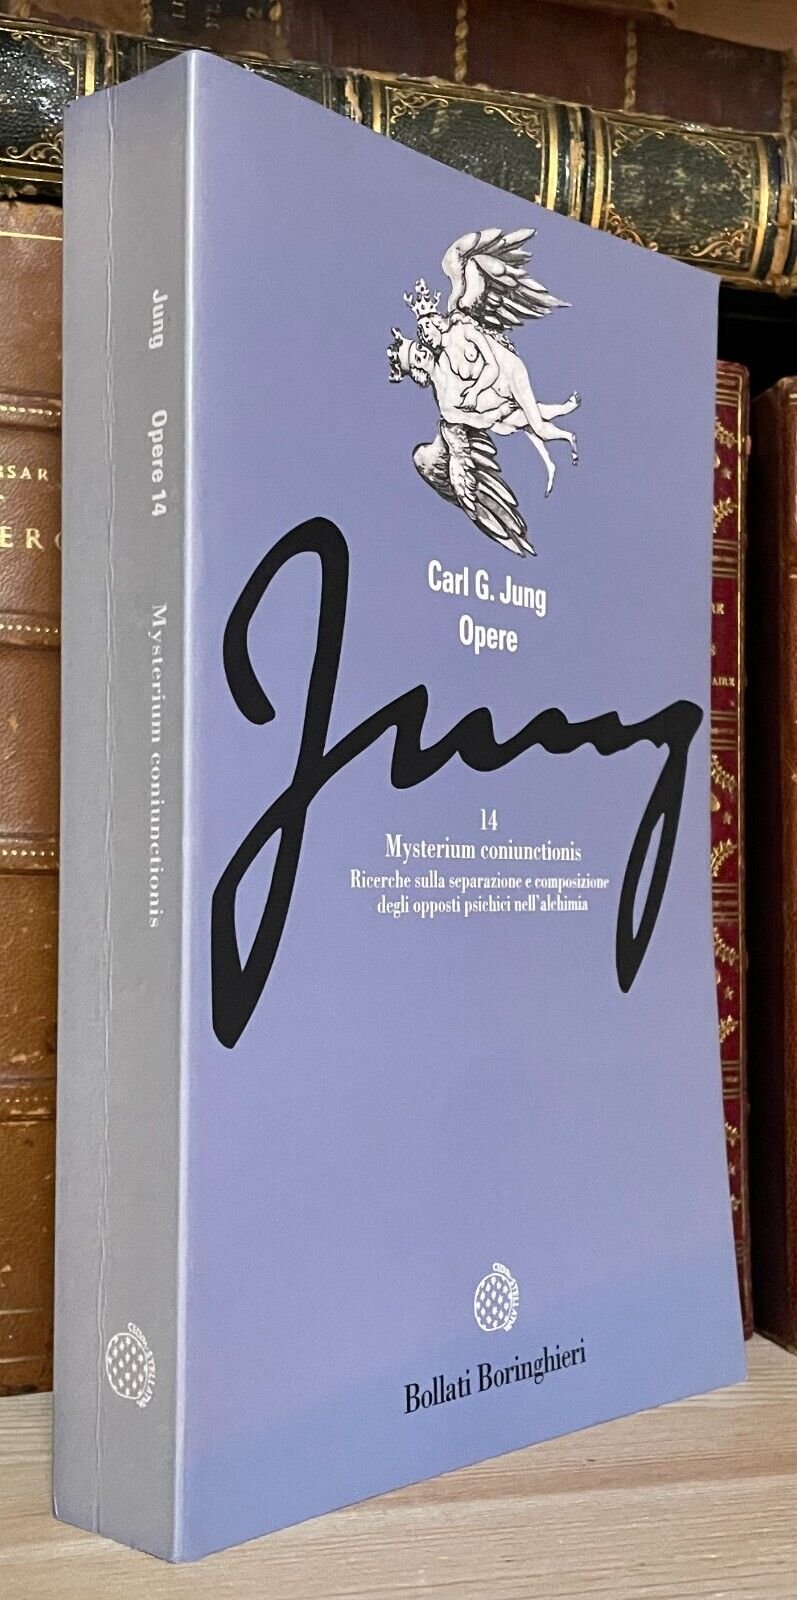 Jung Opere 14 Mysterium coniunctionis
Carl G. Jung
Opere
Jung
14
Mysterium coniunctionis
Ricerche sulla separazione e composizione
degli opposti psichici nell'alchimia
Bollati Boringhieri